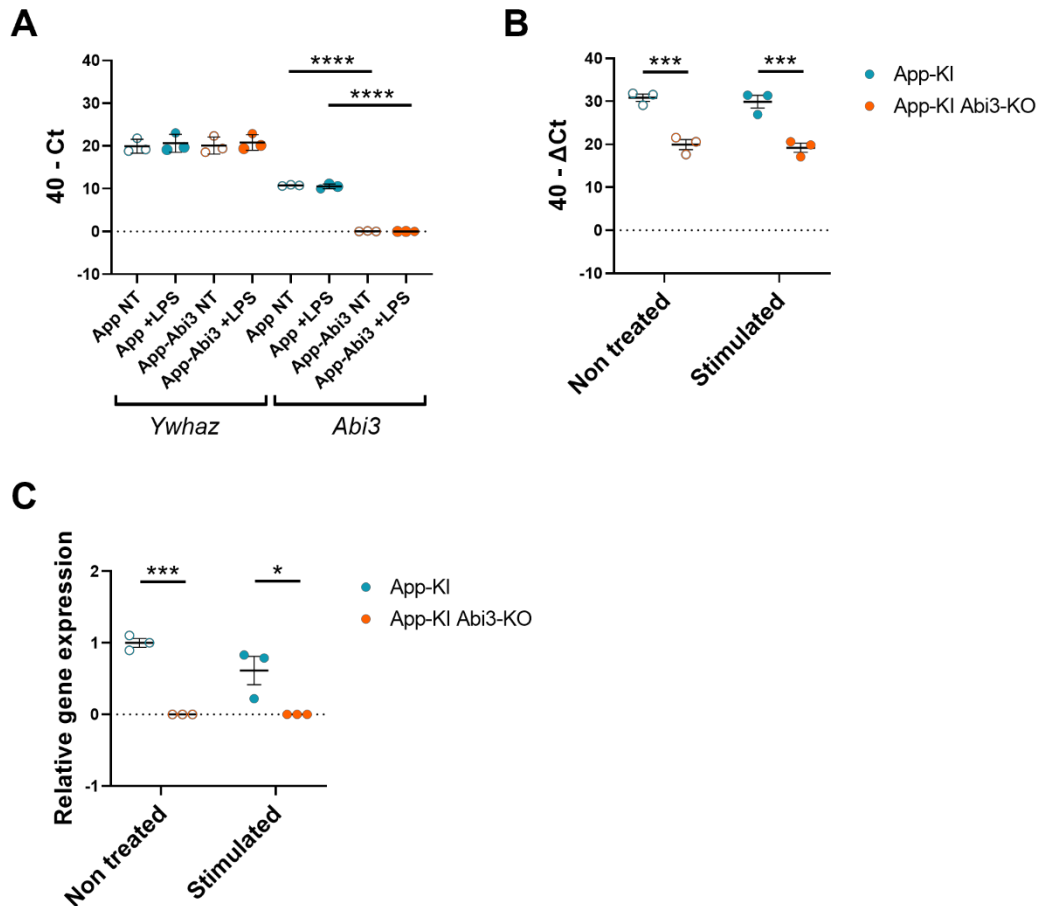 A
40 - Ct
40
30
20
10
0
-10
****
****
App NT
App +LPS
App-Abi3 NT
App-Abi3 +LPS
App NT
App +LPS
App-Abi3 NT
App-Abi3 +LPS
Ywhaz
Abi3
B
40 - ΔCt
40
30
20
10
0
-10
***
***
Non treated
Stimulated
App-KI
App-KI Abi3-KO
C
Relative gene expression
2
1
0
-1
***
*
Non treated
Stimulated
App-KI
App-KI Abi3-KO